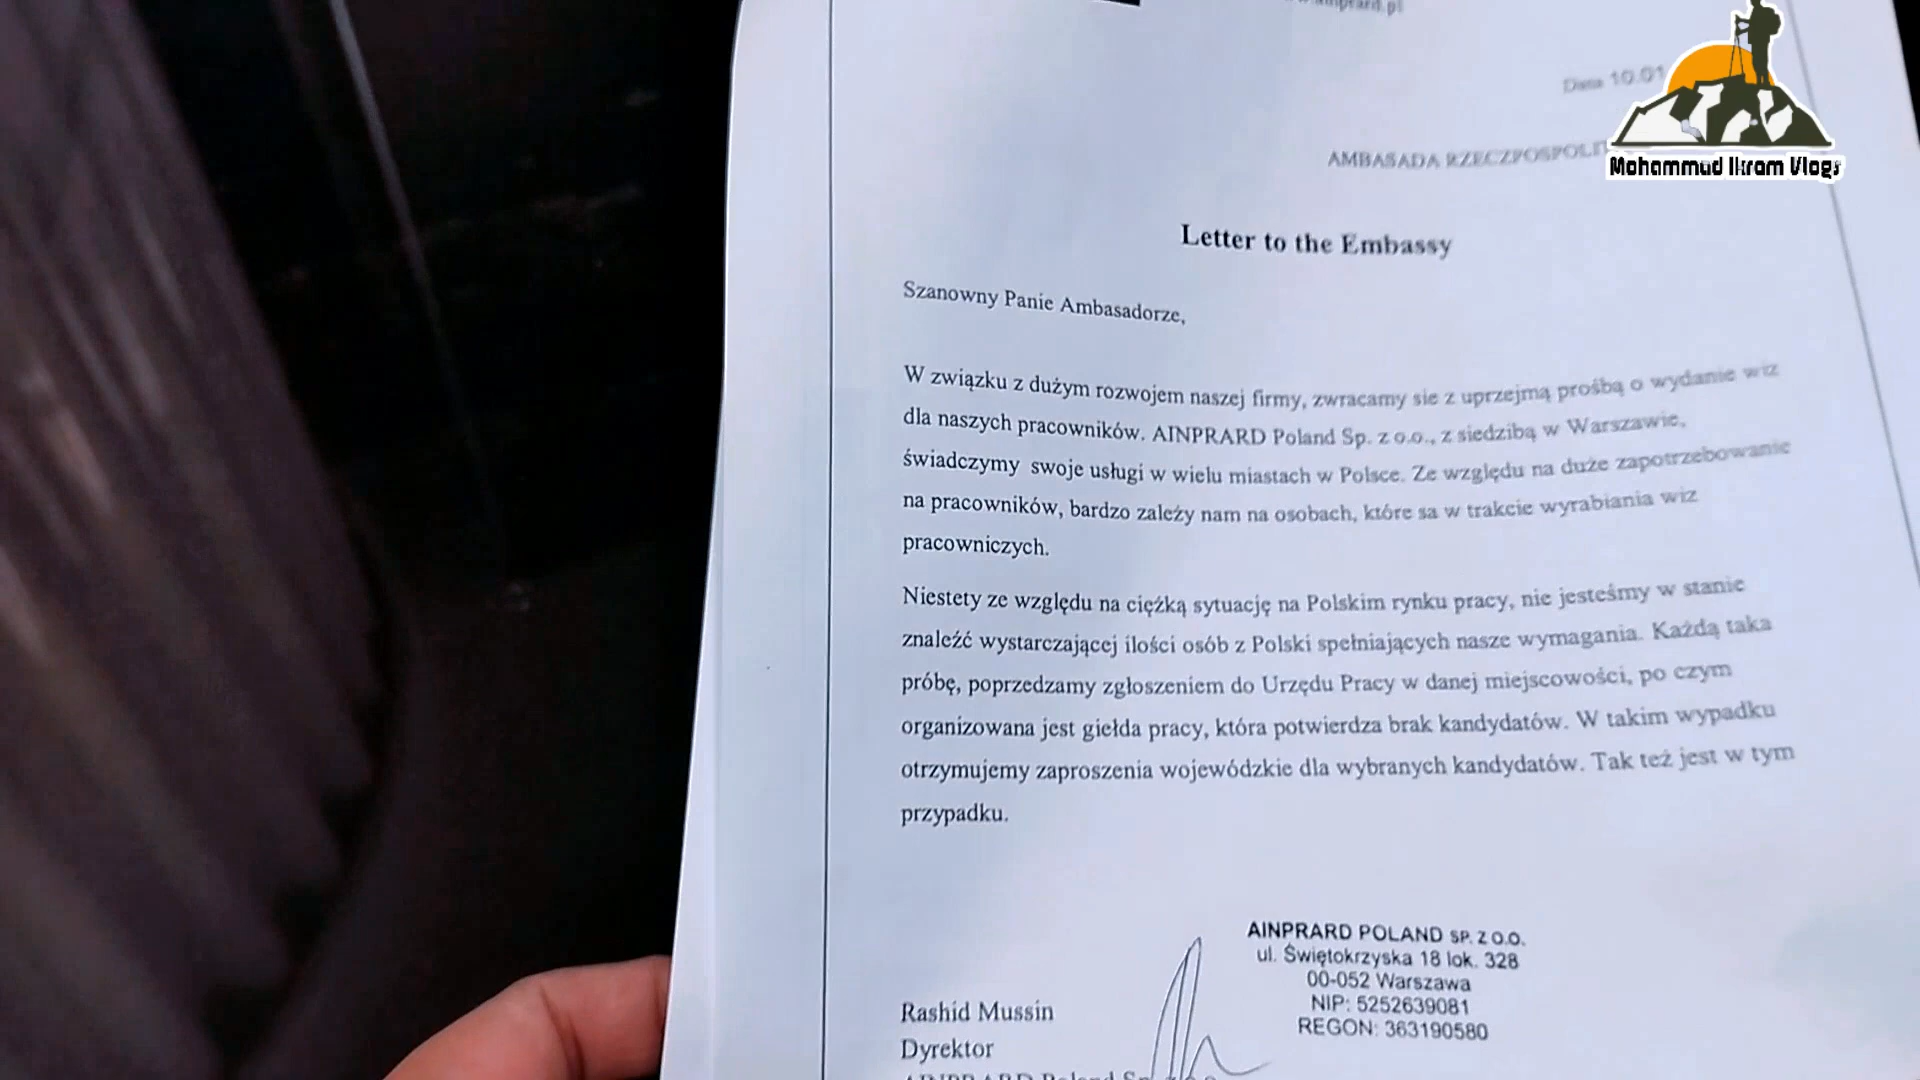 Data 10.01
AMBASADA RZECZPOSPOLIT
Mohammad Ikram Vlogs
Letter to the Embassy
Szanowny Panie Ambasadorze,
W związku z dużym rozwojem naszej firmy, zwracamy sie z uprzejmą prośbą o wydanie wiz
dla naszych pracowników. AINPRARD Poland Sp. z o.o., z siedzibą w Warszawie,
świadczymy swoje usługi w wielu miastach w Polsce. Ze względu na duże zapotrzebowanie
na pracowników, bardzo zależy nam na osobach, które sa w trakcie wyrabiania wiz
pracowniczych.
Niestety ze względu na ciężką sytuację na Polskim rynku pracy, nie jesteśmy w stanie
znaleźć wystarczającej ilości osób z Polski spełniających nasze wymagania. Każdą taka
próbę, poprzedzamy zgłoszeniem do Urzędu Pracy w danej miejscowości, po czym
organizowana jest giełda pracy, która potwierdza brak kandydatów. W takim wypadku
otrzymujemy zaproszenia wojewódzkie dla wybranych kandydatów. Tak też jest w tym
przypadku.
AINPRARD POLAND SP. Z O.O.
ul. Świętokrzyska 18 lok. 328
00-052 Warszawa
NIP: 5252639081
REGON: 363190580
Rashid Mussin
Dyrektor
AINPRARD Poland Sp. z o.o.